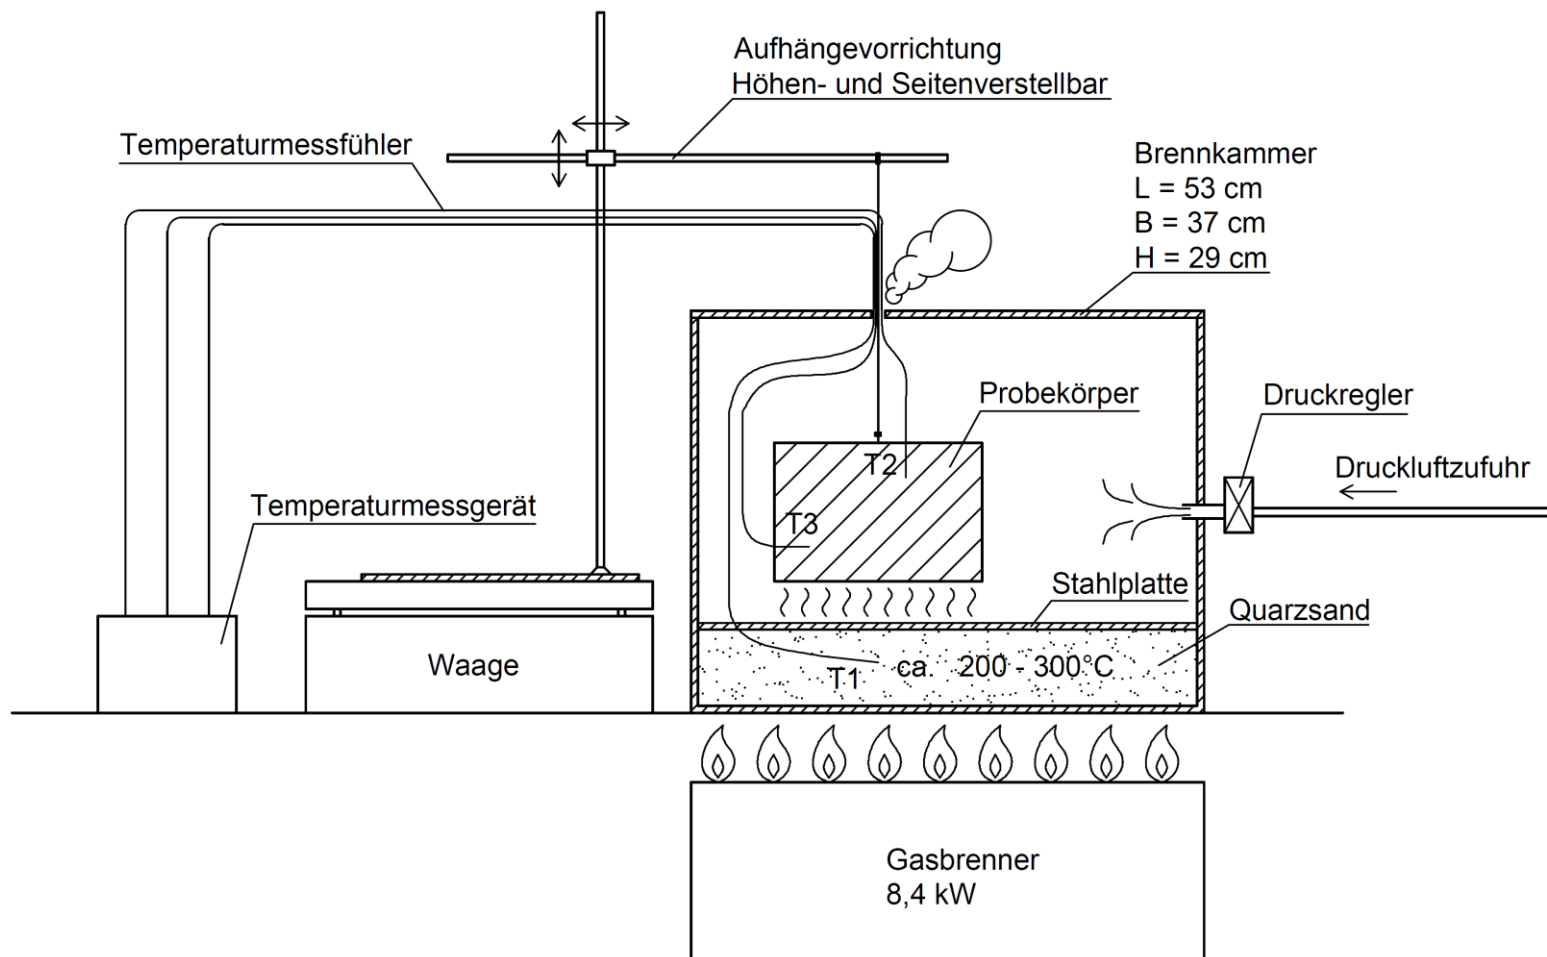 Aufhängevorrichtung
Höhen- und Seitenverstellbar
Temperaturmessfühler
Brennkammer
L = 53 cm
B = 37 cm
H = 29 cm
Probekörper
Druckregler
Druckluftzufuhr
T2
Temperaturmessgerät
T3
Stahlplatte
Quarzsand
Waage
T1 ca. 200 - 300°C
Gasbrenner
8,4 kW